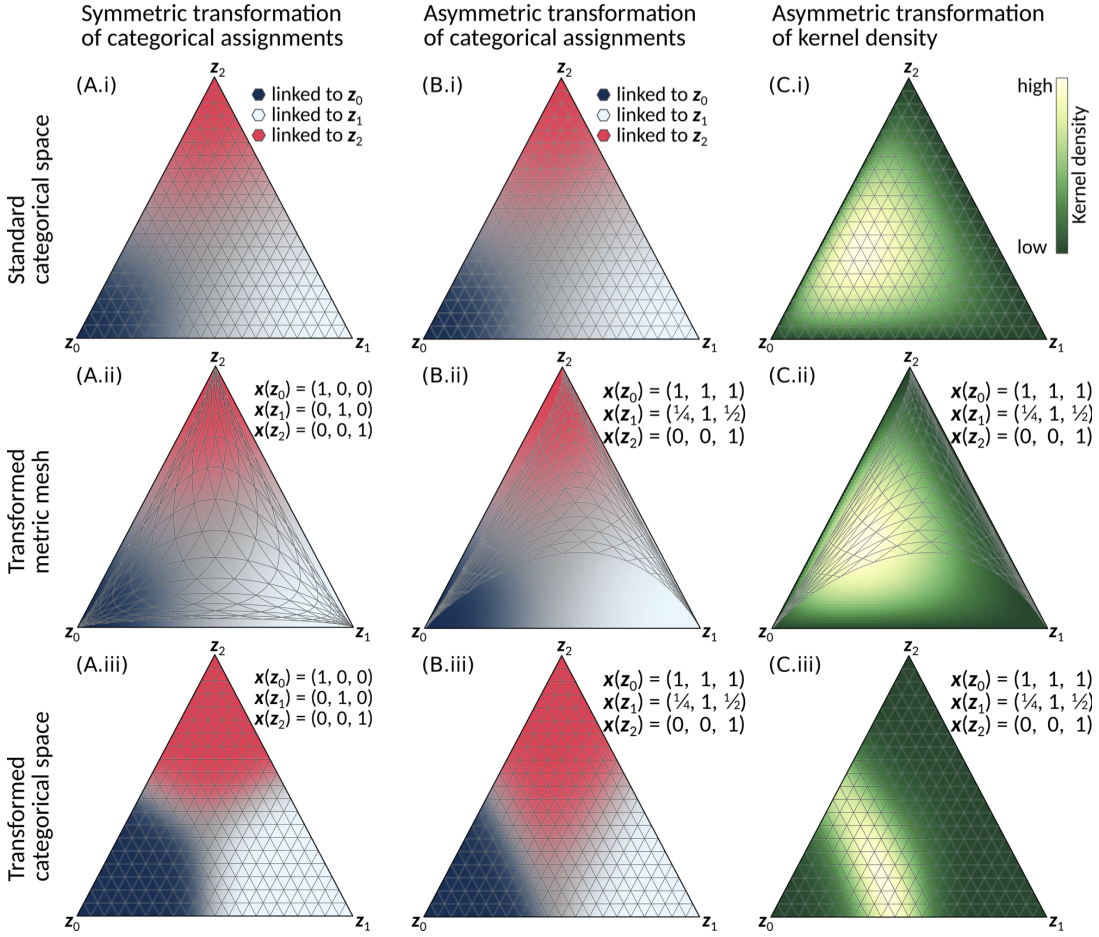 Symmetric transformation
of categorical assignments
Asymmetric transformation
of categorical assignments
Asymmetric transformation
of kernel density
Standard
categorical space
(A.i)
z₂
linked to z₀
linked to z₁
linked to z₂
z₀
z₁
(B.i)
z₂
linked to z₀
linked to z₁
linked to z₂
z₀
z₁
(C.i)
z₂
high
low
Kernel density
z₀
z₁
Transformed
metric mesh
(A.ii)
z₂
x(z₀) = (1, 0, 0)
x(z₁) = (0, 1, 0)
x(z₂) = (0, 0, 1)
z₀
z₁
(B.ii)
z₂
x(z₀) = (1, 1, 1)
x(z₁) = (¼, 1, ½)
x(z₂) = (0, 0, 1)
z₀
z₁
(C.ii)
z₂
x(z₀) = (1, 1, 1)
x(z₁) = (¼, 1, ½)
x(z₂) = (0, 0, 1)
z₀
z₁
Transformed
categorical space
(A.iii)
z₂
x(z₀) = (1, 0, 0)
x(z₁) = (0, 1, 0)
x(z₂) = (0, 0, 1)
z₀
z₁
(B.iii)
z₂
x(z₀) = (1, 1, 1)
x(z₁) = (¼, 1, ½)
x(z₂) = (0, 0, 1)
z₀
z₁
(C.iii)
z₂
x(z₀) = (1, 1, 1)
x(z₁) = (¼, 1, ½)
x(z₂) = (0, 0, 1)
z₀
z₁